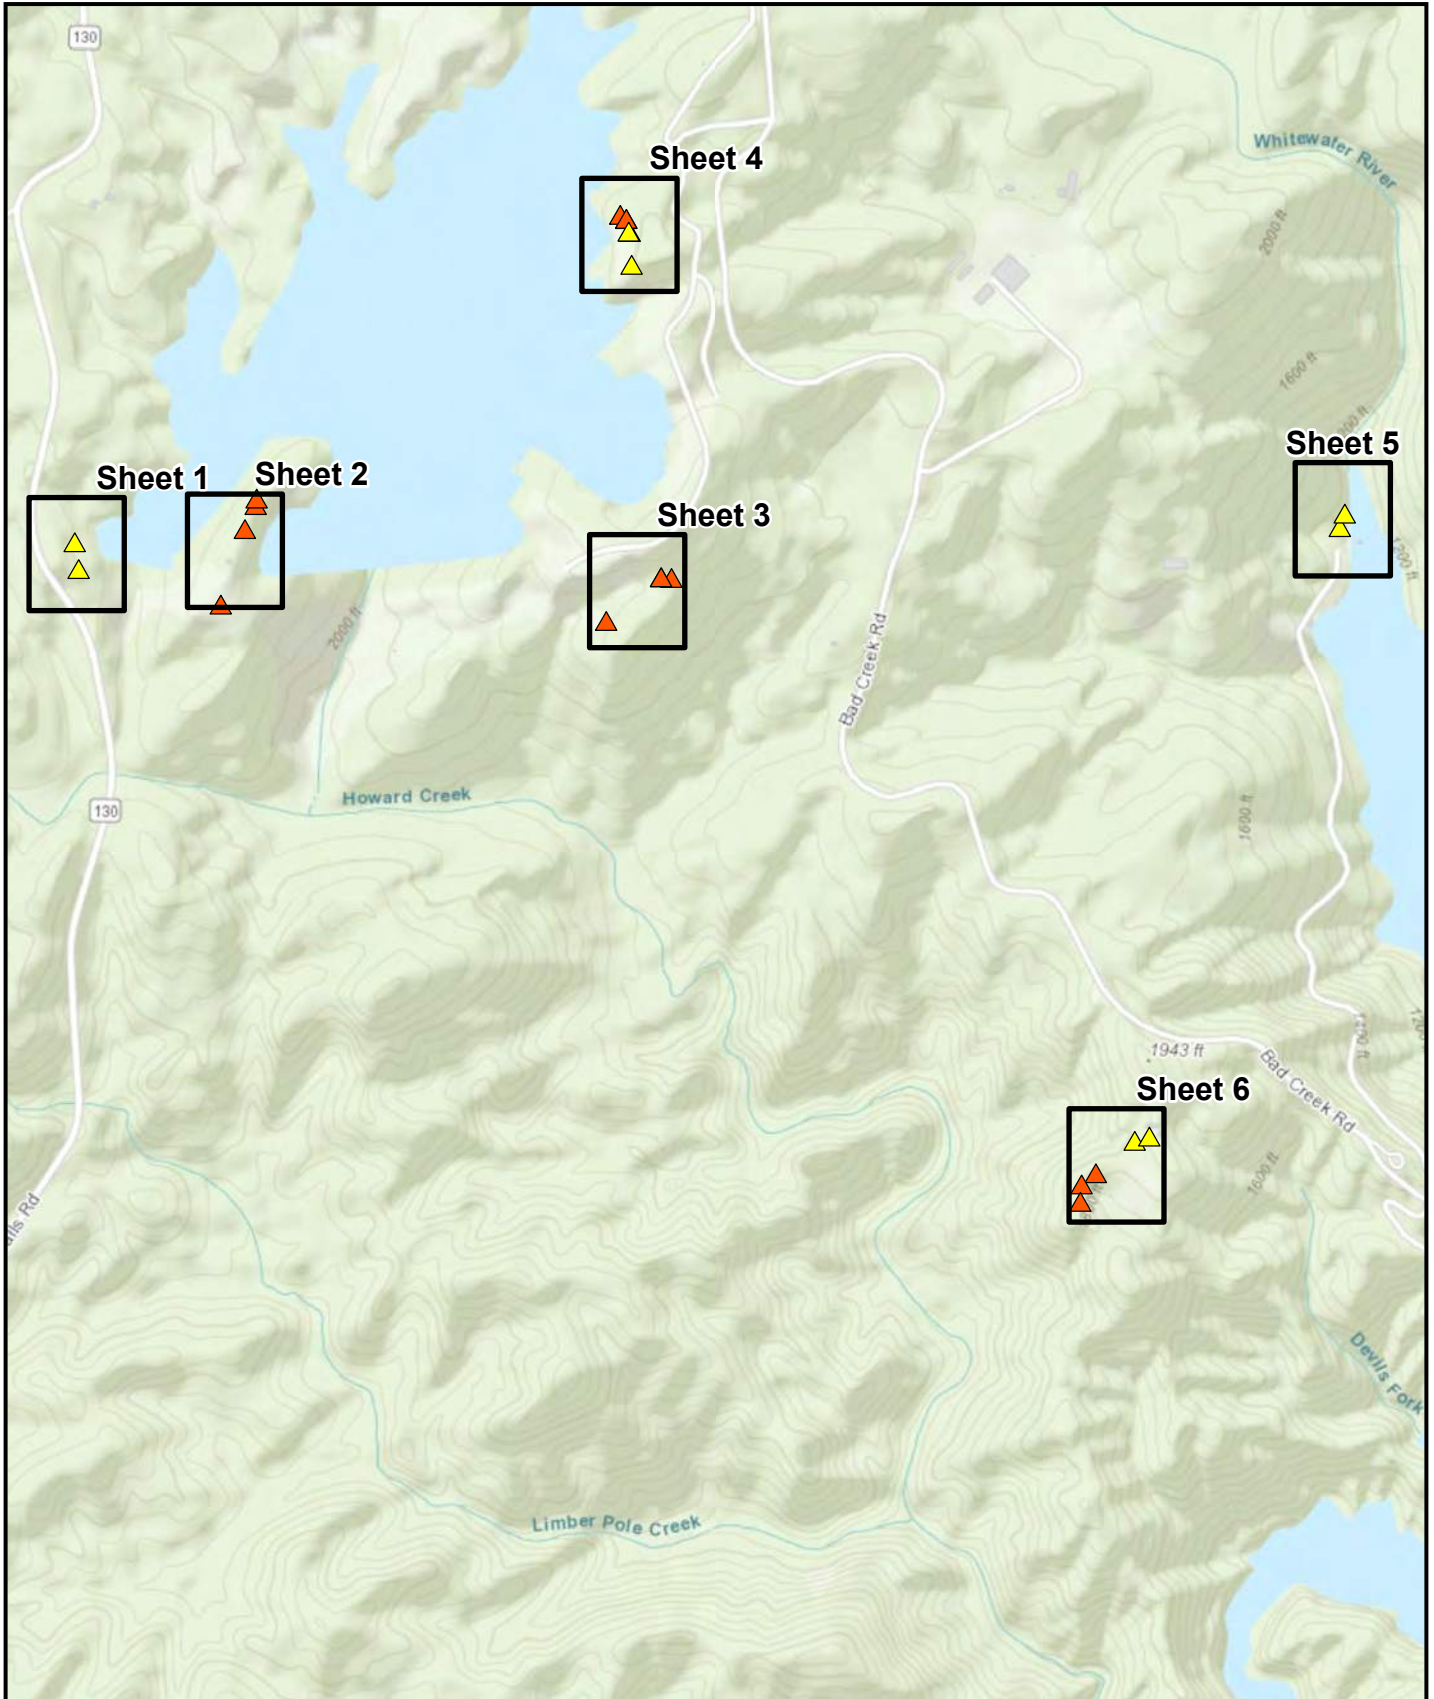 130
Sheet 4
Whitewater River
2000 ft
1600 ft
Sheet 5
Sheet 1
Sheet 2
Sheet 3
1200 ft
2000 ft
Bad Creek Rd
Howard Creek
130
1600 ft
1943 ft
Bad Creek Rd
Sheet 6
1600 ft
Devils Fork
Limber Pole Creek